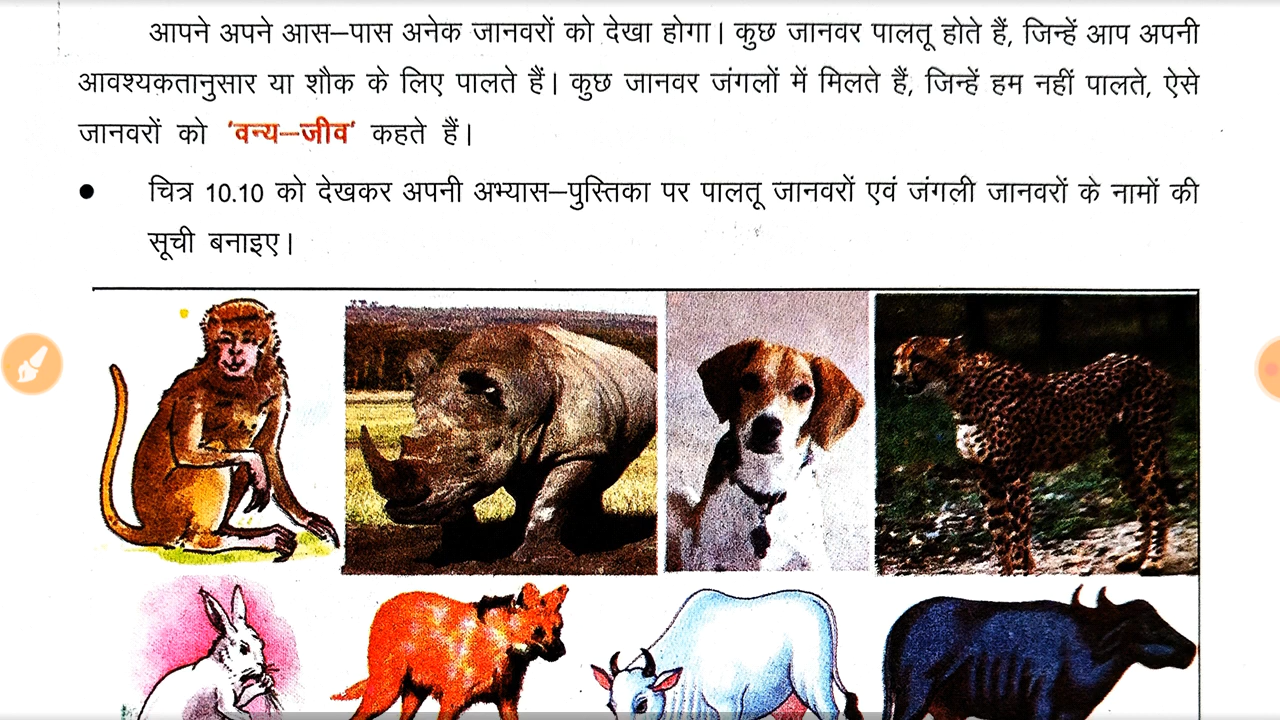 आपने अपने आस–पास अनेक जानवरों को देखा होगा। कुछ जानवर पालतू होते हैं, जिन्हें आप अपनी
आवश्यकतानुसार या शौक के लिए पालते हैं। कुछ जानवर जंगलों में मिलते हैं, जिन्हें हम नहीं पालते, ऐसे
जानवरों को ‘वन्य–जीव’ कहते हैं।
● चित्र 10.10 को देखकर अपनी अभ्यास–पुस्तिका पर पालतू जानवरों एवं जंगली जानवरों के नामों की
सूची बनाइए।